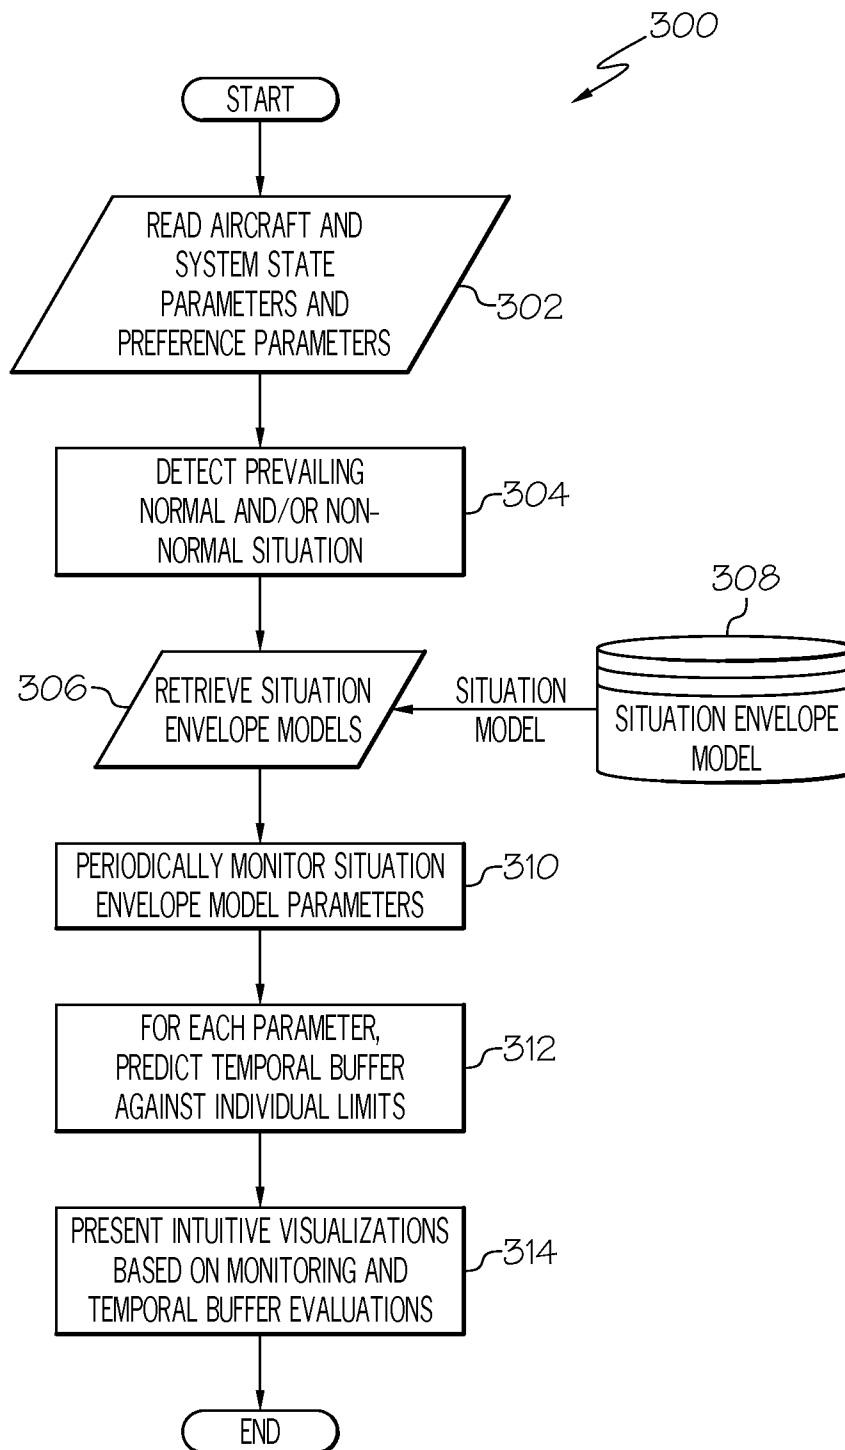 300
START
READ AIRCRAFT AND
SYSTEM STATE
PARAMETERS AND
PREFERENCE PARAMETERS
302
DETECT PREVAILING
NORMAL AND/OR NON-
NORMAL SITUATION
304
308
306
RETRIEVE SITUATION
ENVELOPE MODELS
SITUATION
MODEL
SITUATION ENVELOPE
MODEL
PERIODICALLY MONITOR SITUATION
ENVELOPE MODEL PARAMETERS
310
FOR EACH PARAMETER,
PREDICT TEMPORAL BUFFER
AGAINST INDIVIDUAL LIMITS
312
PRESENT INTUITIVE VISUALIZATIONS
BASED ON MONITORING AND
TEMPORAL BUFFER EVALUATIONS
314
END